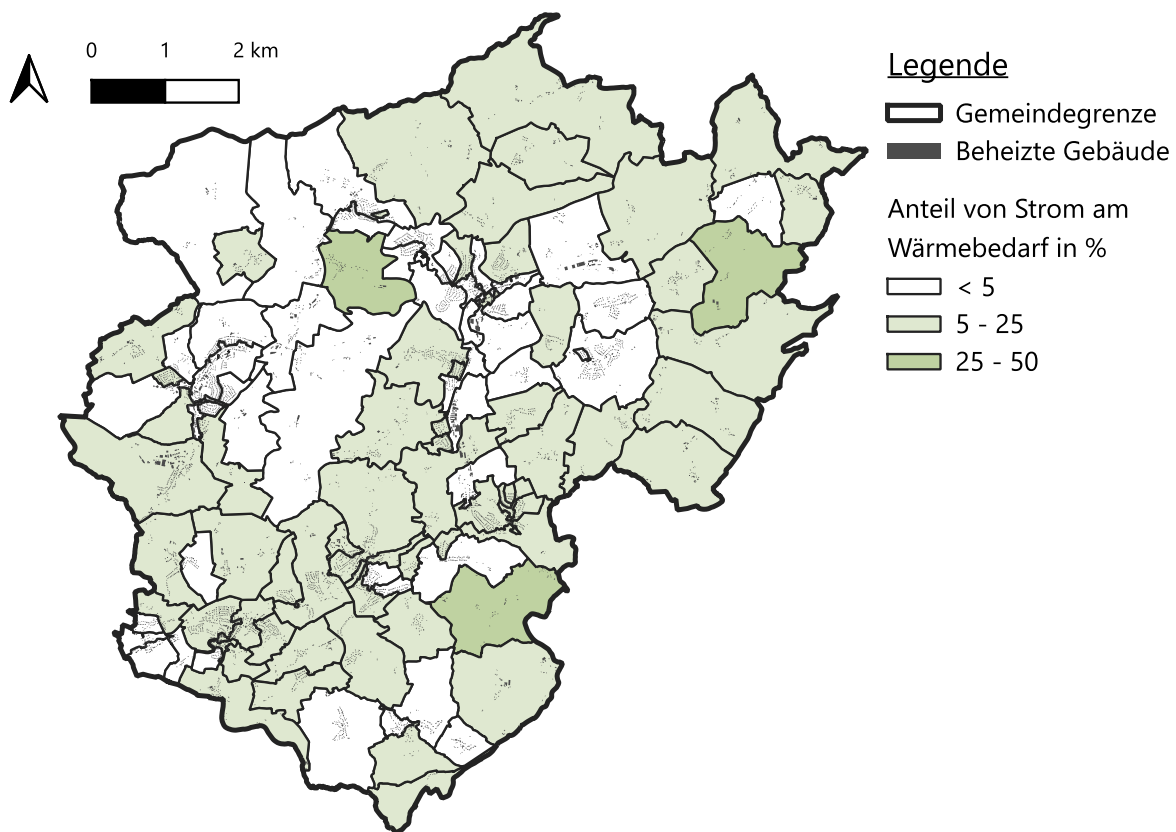 0 1 2 km
Legende
Gemeindegrenze
Beheizte Gebäude
Anteil von Strom am
Wärmebedarf in %
< 5
5 - 25
25 - 50